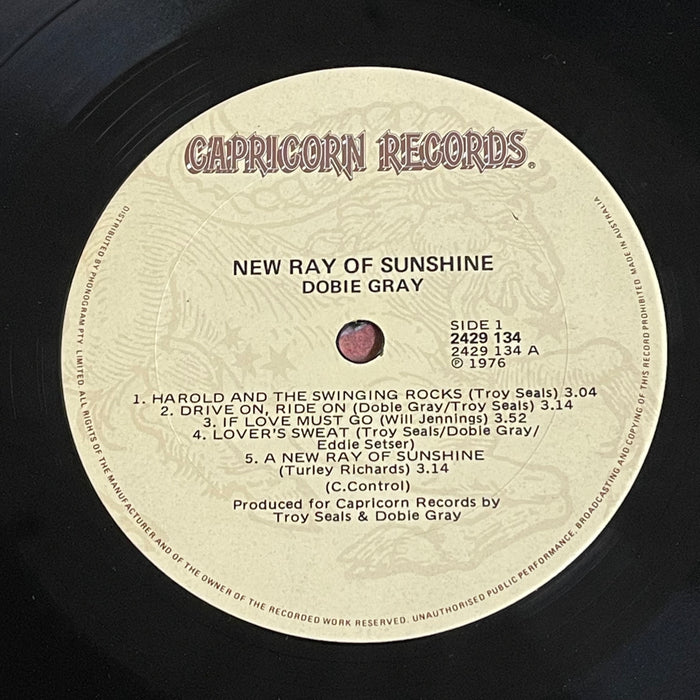 CAPRICORN RECORDS®
NEW RAY OF SUNSHINE
DOBIE GRAY
SIDE 1
2429 134
2429 134 A
℗ 1976
1. HAROLD AND THE SWINGING ROCKS (Troy Seals) 3.04
2. DRIVE ON, RIDE ON (Dobie Gray/Troy Seals) 3.14
3. IF LOVE MUST GO (Will Jennings) 3.52
4. LOVER'S SWEAT (Troy Seals/Dobie Gray/
Eddie Setser)
5. A NEW RAY OF SUNSHINE
(Turley Richards) 3.14
(C.Control)
Produced for Capricorn Records by
Troy Seals & Dobie Gray
DISTRIBUTED BY PHONOGRAM PTY. LIMITED. ALL RIGHTS OF THE MANUFACTURER AND OF THE OWNER OF THE RECORDED WORK RESERVED. UNAUTHORISED PUBLIC PERFORMANCE, BROADCASTING AND COPYING OF THIS RECORD PROHIBITED MADE IN AUSTRALIA